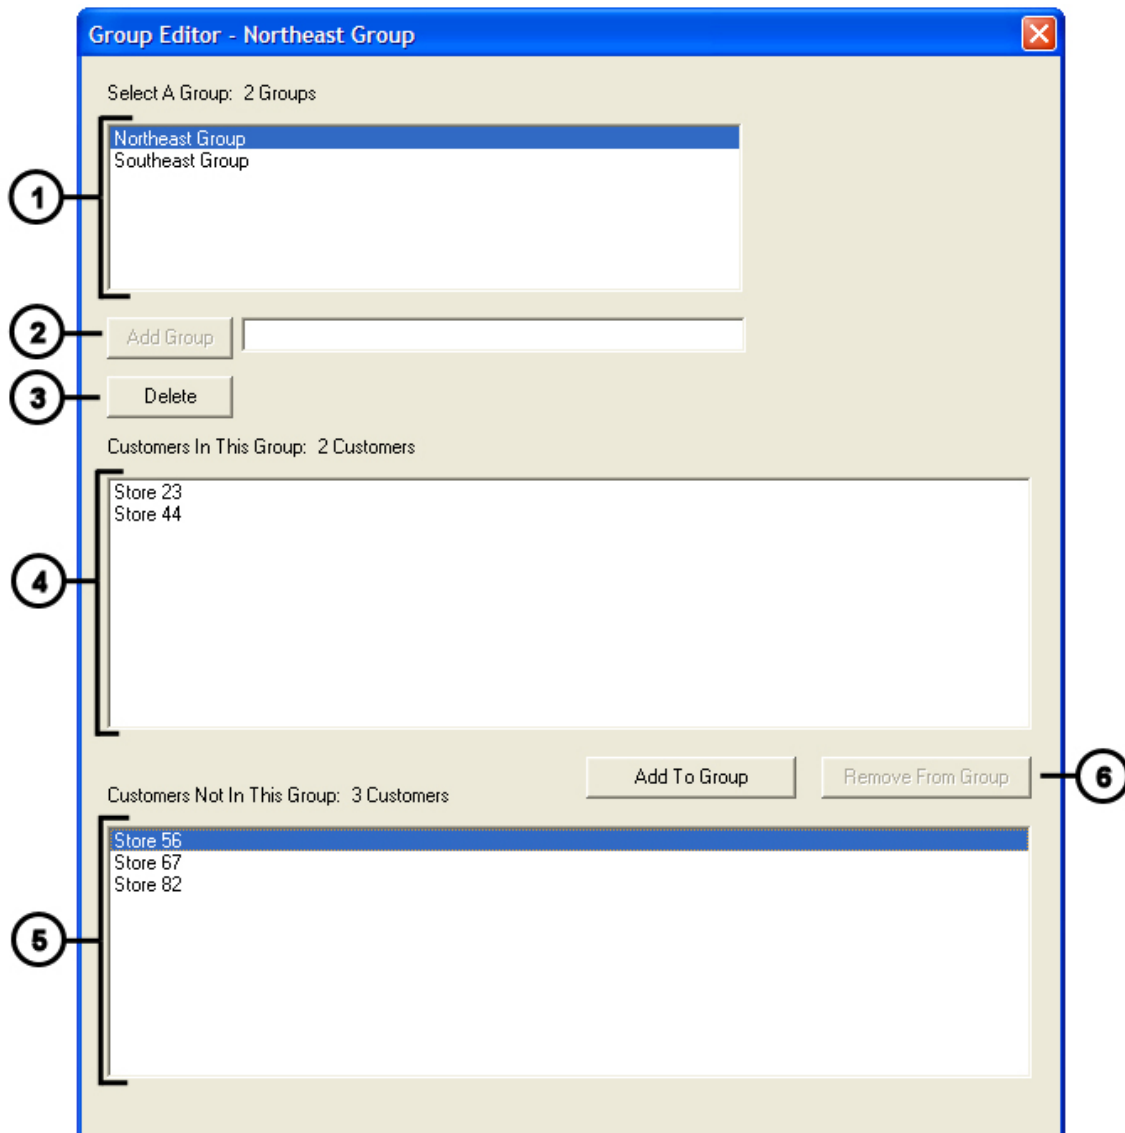 Group Editor - Northeast Group
Select A Group: 2 Groups
Northeast Group
Southeast Group
1
2
Add Group
3
Delete
Customers In This Group: 2 Customers
Store 23
Store 44
4
Add To Group
Remove From Group
6
Customers Not In This Group: 3 Customers
Store 56
Store 67
Store 82
5